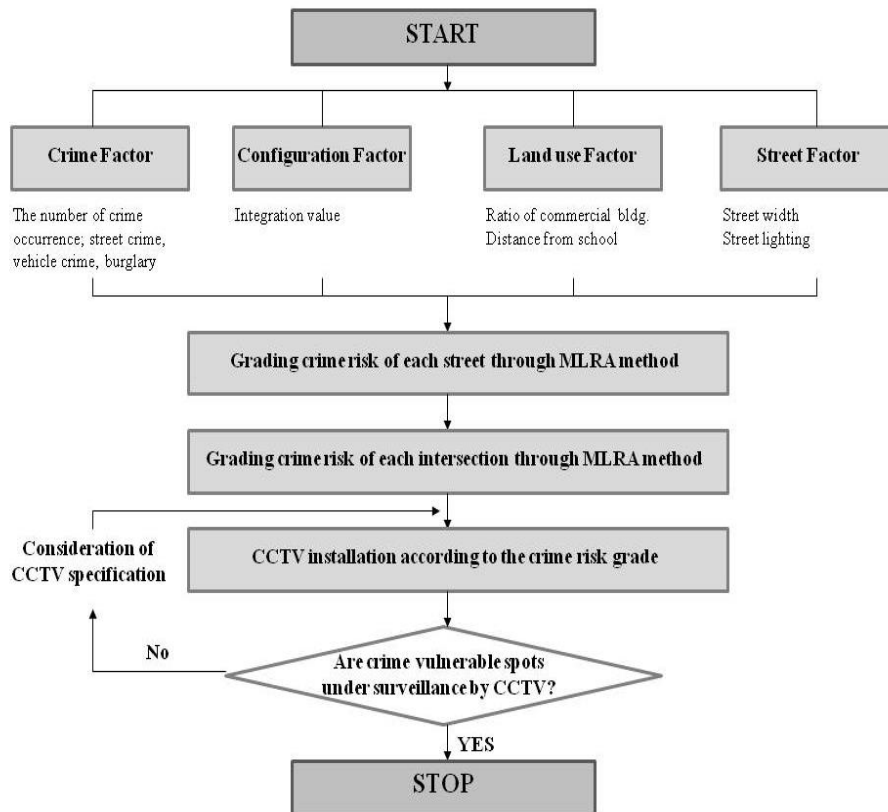 START
Crime Factor
Configuration Factor
Land use Factor
Street Factor
The number of crime
occurrence; street crime,
vehicle crime, burglary
Integration value
Ratio of commercial bldg.
Distance from school
Street width
Street lighting
Grading crime risk of each street through MLRA method
Grading crime risk of each intersection through MLRA method
Consideration of
CCTV specification
CCTV installation according to the crime risk grade
No
Are crime vulnerable spots
under surveillance by CCTV?
YES
STOP